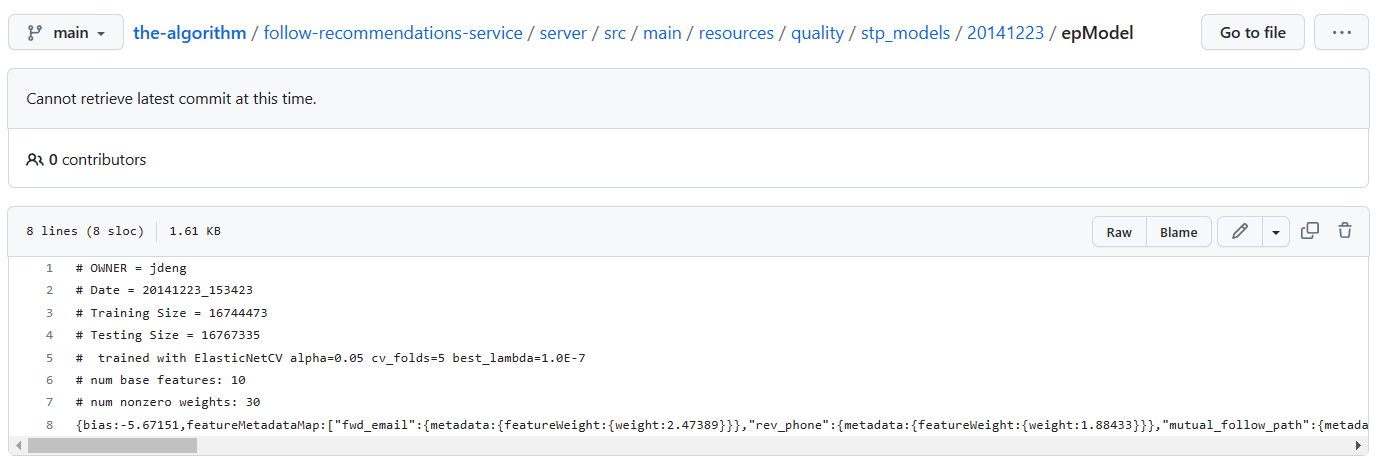 main the-algorithm / follow-recommendations-service / server / src / main / resources / quality / stp_models / 20141223 / epModel Go to file ...
Cannot retrieve latest commit at this time.
0 contributors
8 lines (8 sloc) 1.61 KB Raw Blame
1 # OWNER = jdeng
2 # Date = 20141223_153423
3 # Training Size = 16744473
4 # Testing Size = 16767335
5 #  trained with ElasticNetCV alpha=0.05 cv_folds=5 best_lambda=1.0E-7
6 # num base features: 10
7 # num nonzero weights: 30
8 {bias:-5.67151,featureMetadataMap:["fwd_email":{metadata:{featureWeight:{weight:2.47389}}},"rev_phone":{metadata:{featureWeight:{weight:1.88433}}},"mutual_follow_path":{metada